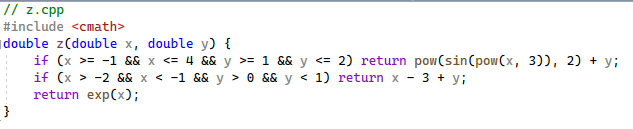 // z.cpp
#include <cmath>
double z(double x, double y) {
    if (x >= -1 && x <= 4 && y >= 1 && y <= 2) return pow(sin(pow(x, 3)), 2) + y;
    if (x > -2 && x < -1 && y > 0 && y < 1) return x - 3 + y;
    return exp(x);
}